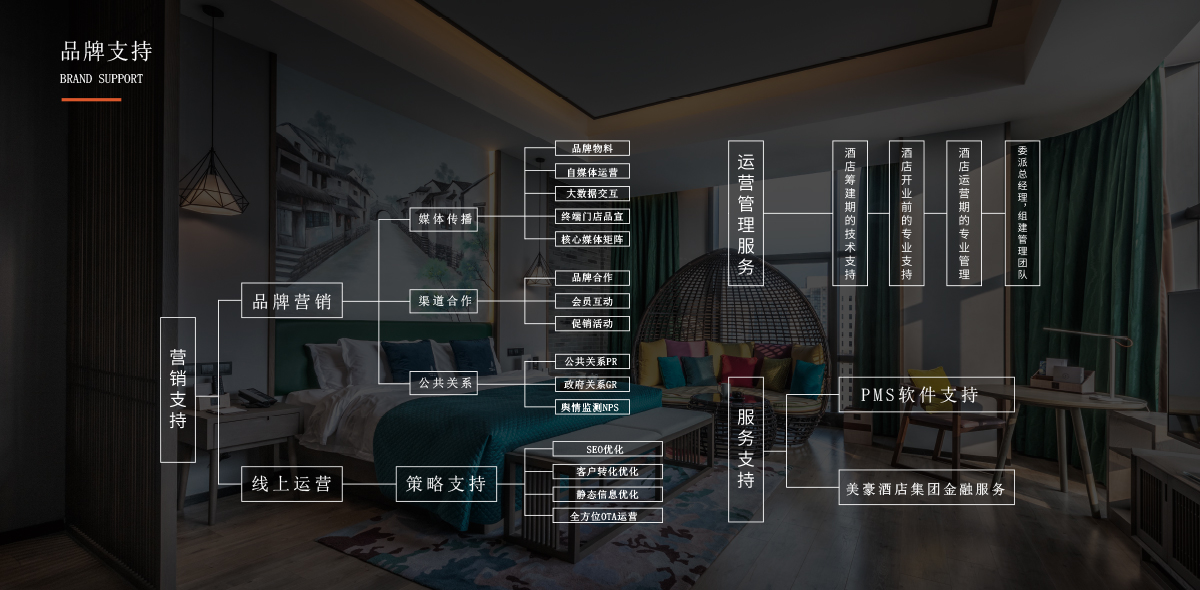 品牌支持
BRAND SUPPORT
营销支持
品牌营销
媒体传播
品牌物料
自媒体运营
大数据交互
终端门店品宣
核心媒体矩阵
渠道合作
品牌合作
会员互动
促销活动
公共关系
公共关系PR
政府关系GR
舆情监测NPS
线上运营
策略支持
SEO优化
客户转化优化
静态信息优化
全方位OTA运营
运营管理服务
酒店筹建期的技术支持
酒店开业前的专业支持
酒店运营期的专业管理
委派总经理,组建管理团队
服务支持
PMS软件支持
美豪酒店集团金融服务